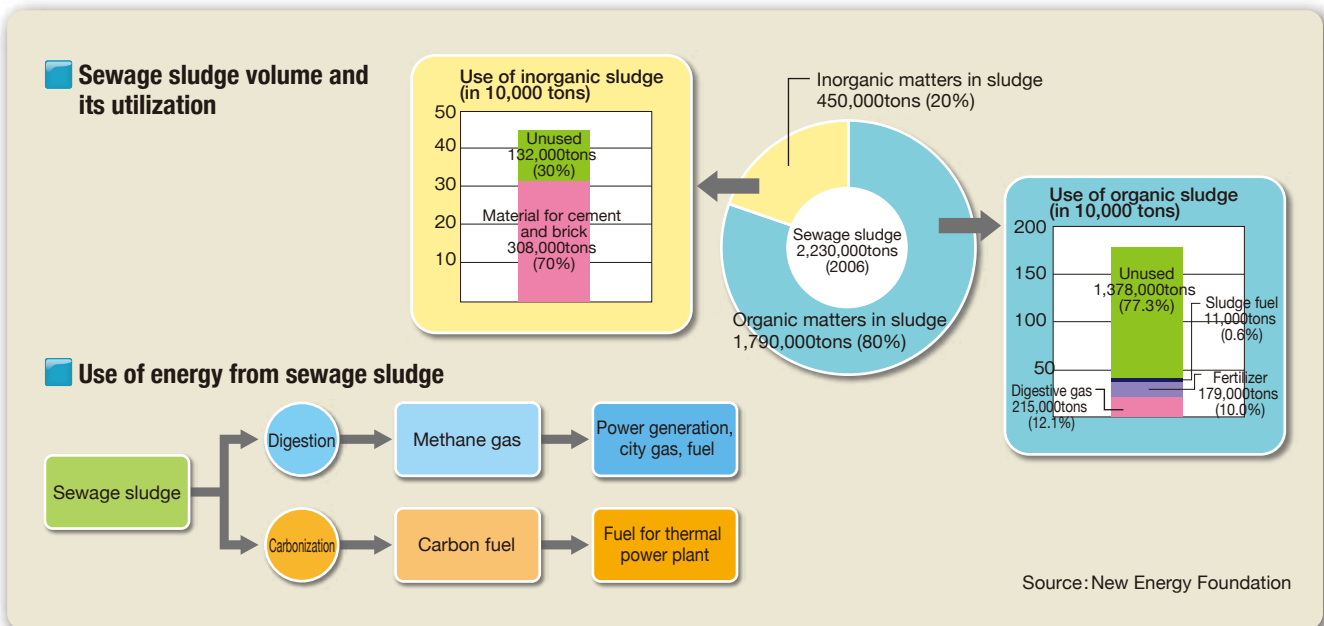 Sewage sludge volume and
its utilization
Use of inorganic sludge
(in 10,000 tons)
50
40
30
20
10
Unused
132,000tons
(30%)
Material for cement
and brick
308,000tons
(70%)
Inorganic matters in sludge
450,000tons (20%)
Sewage sludge
2,230,000tons
(2006)
Organic matters in sludge
1,790,000tons (80%)
Use of organic sludge
(in 10,000 tons)
200
150
100
50
Unused
1,378,000tons
(77.3%)
Sludge fuel
11,000tons
(0.6%)
Fertilizer
179,000tons
(10.0%)
Digestive gas
215,000tons
(12.1%)
Use of energy from sewage sludge
Sewage sludge
Digestion
Methane gas
Power generation,
city gas, fuel
Carbonization
Carbon fuel
Fuel for thermal
power plant
Source: New Energy Foundation